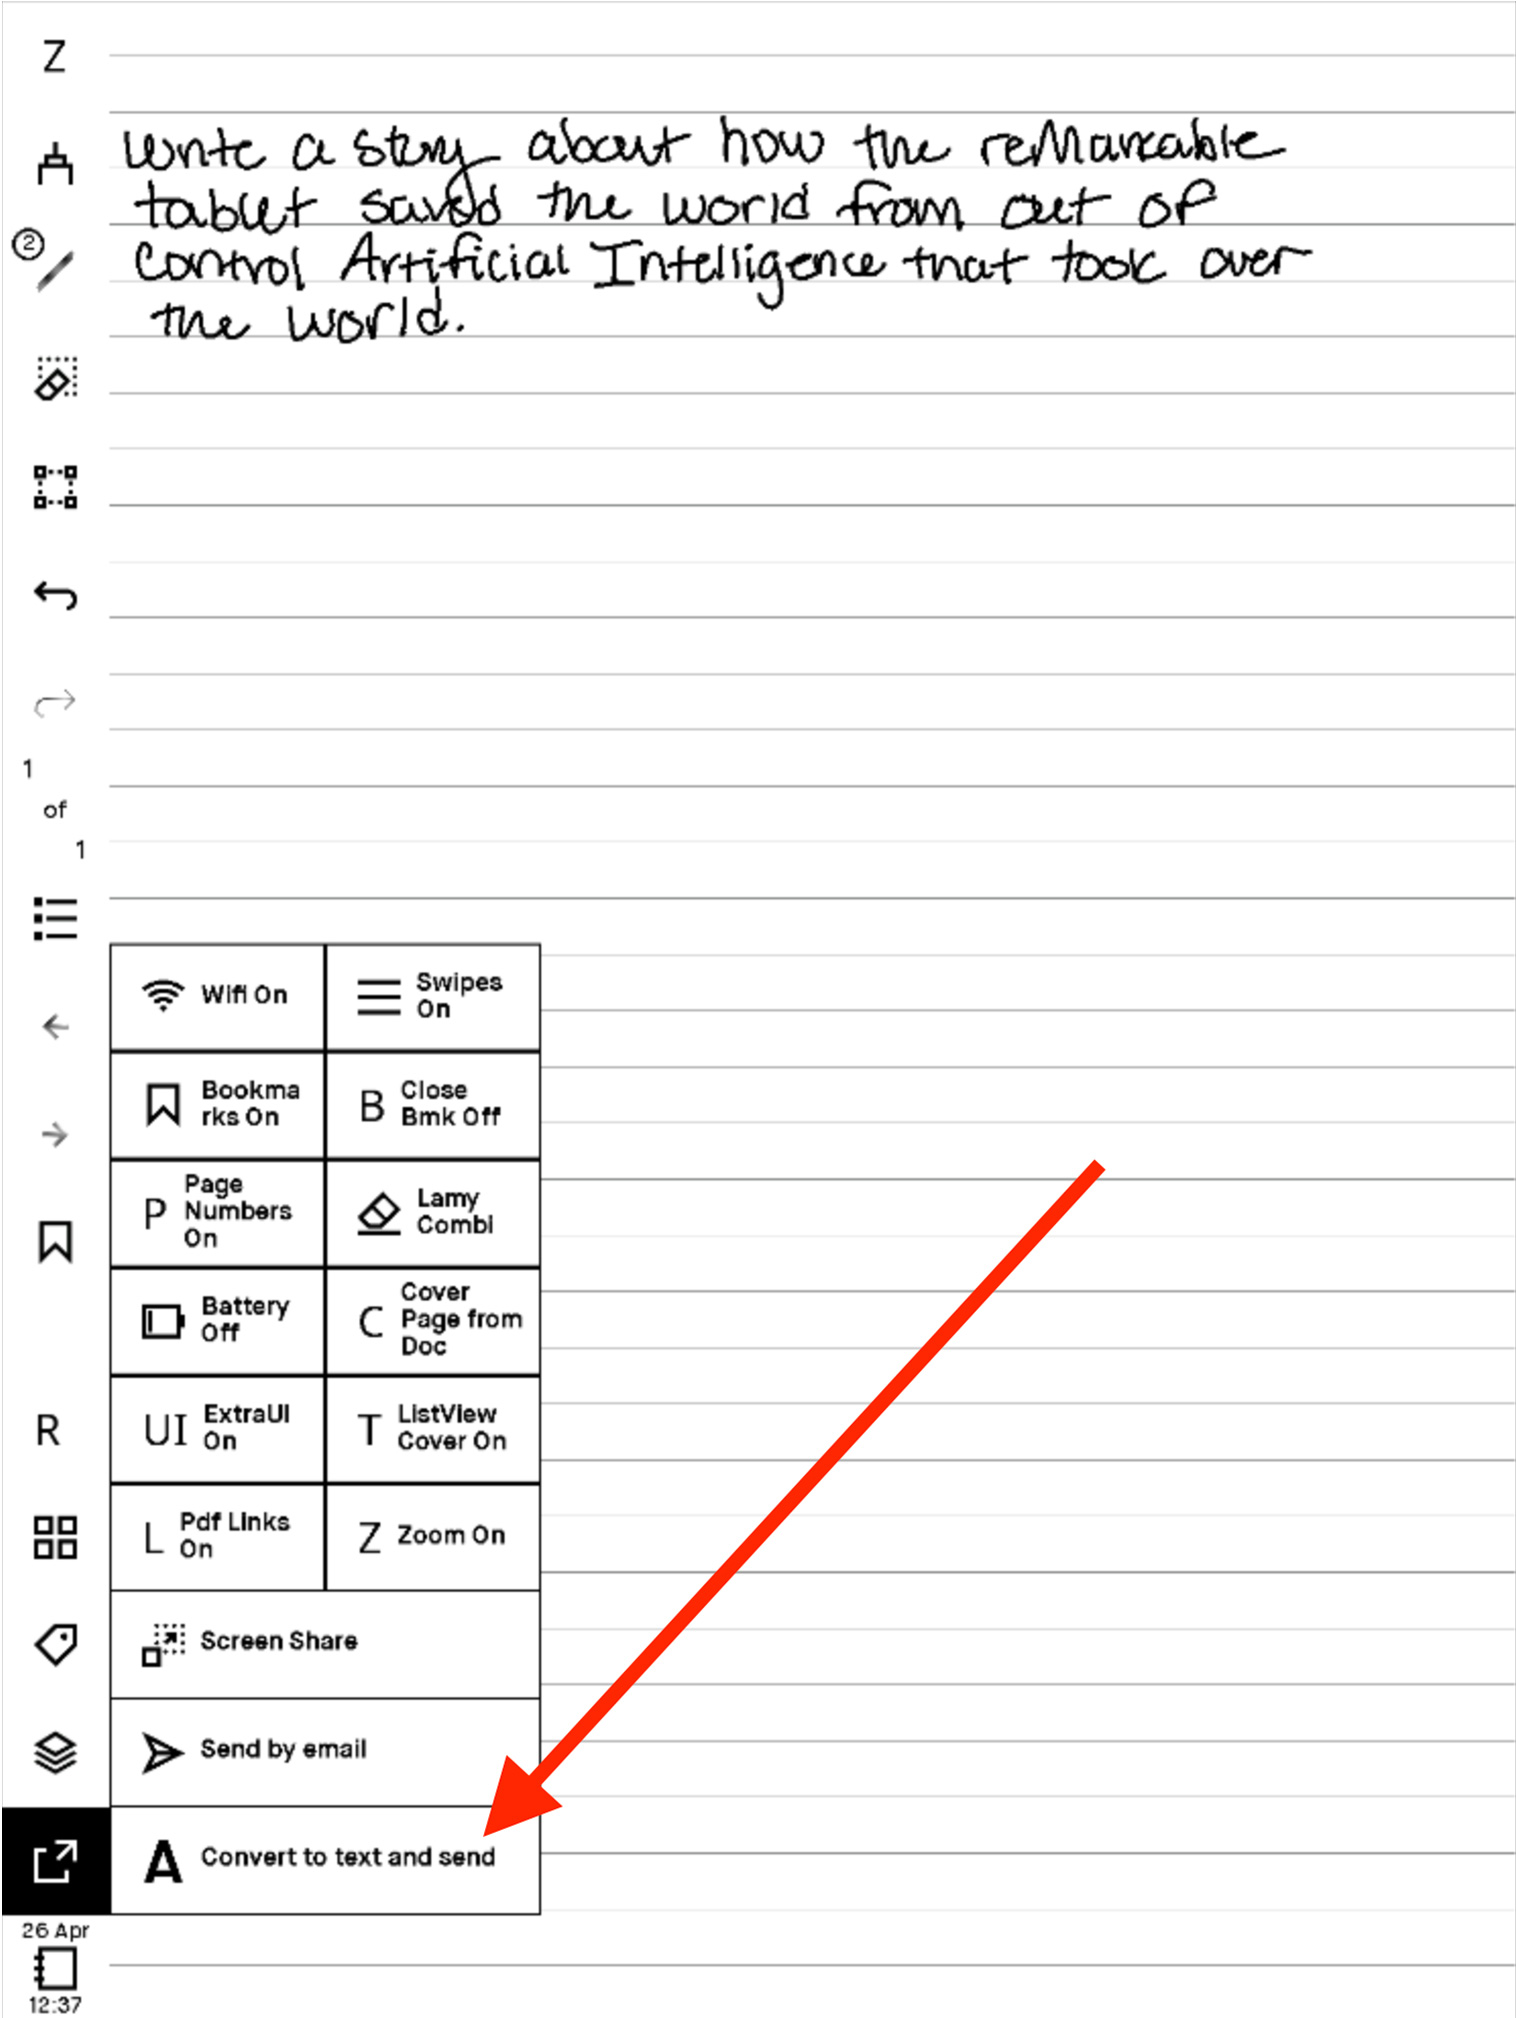 Z
Write a story about how the reMarkable
tablet saved the world from out of
2
Control Artificial Intelligence that took over
the world.
1
of
1
Wifi On
Swipes
On
Bookma
rks On
B
Close
Bmk Off
P
Page
Numbers
On
Lamy
Combi
Battery
Off
C
Cover
Page from
Doc
R
UI
ExtraUI
On
T
ListView
Cover On
L
Pdf Links
On
Z
Zoom On
Screen Share
Send by email
A
Convert to text and send
26 Apr
12:37